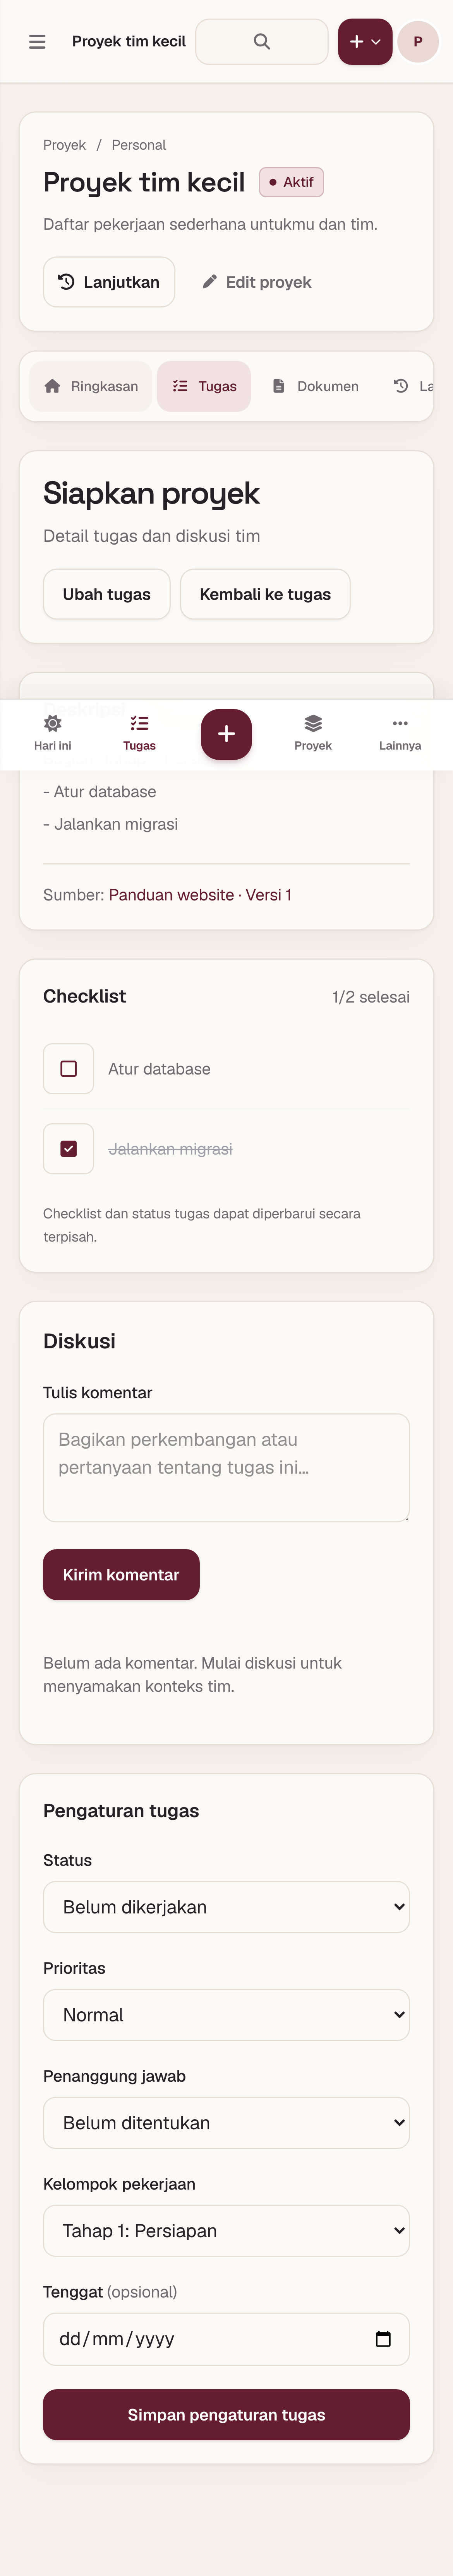 Proyek tim kecil
P
Proyek / Personal
Proyek tim kecil
Aktif
Daftar pekerjaan sederhana untukmu dan tim.
Lanjutkan
Edit proyek
Ringkasan
Tugas
Dokumen
La
Siapkan proyek
Detail tugas dan diskusi tim
Ubah tugas
Kembali ke tugas
Deskripsi
Hari ini
Tugas
Proyek
Lainnya
- Atur database
- Jalankan migrasi
Sumber: Panduan website · Versi 1
Checklist
1/2 selesai
Atur database
Jalankan migrasi
Checklist dan status tugas dapat diperbarui secara
terpisah.
Diskusi
Tulis komentar
Bagikan perkembangan atau
pertanyaan tentang tugas ini...
Kirim komentar
Belum ada komentar. Mulai diskusi untuk
menyamakan konteks tim.
Pengaturan tugas
Status
Belum dikerjakan
Prioritas
Normal
Penanggung jawab
Belum ditentukan
Kelompok pekerjaan
Tahap 1: Persiapan
Tenggat (opsional)
dd/mm/yyyy
Simpan pengaturan tugas